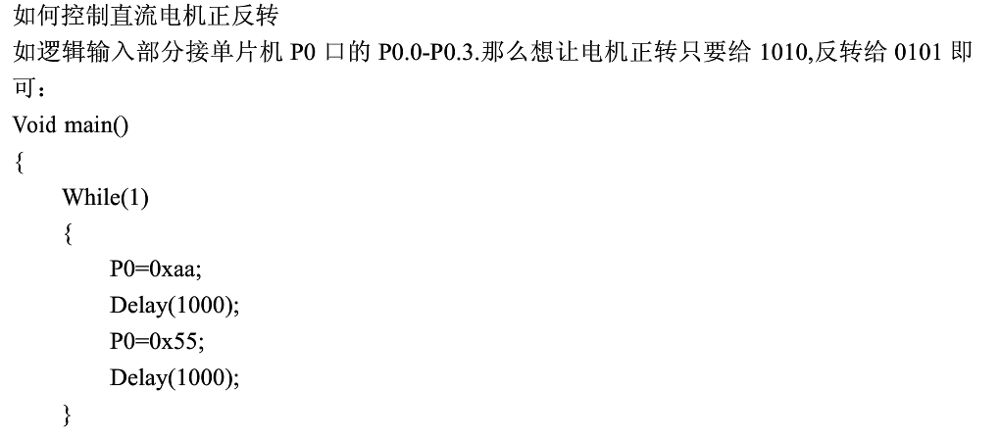 如何控制直流电机正反转
如逻辑输入部分接单片机 P0 口的 P0.0-P0.3.那么想让电机正转只要给 1010,反转给 0101 即
可：
Void main()
{
While(1)
{
P0=0xaa;
Delay(1000);
P0=0x55;
Delay(1000);
}